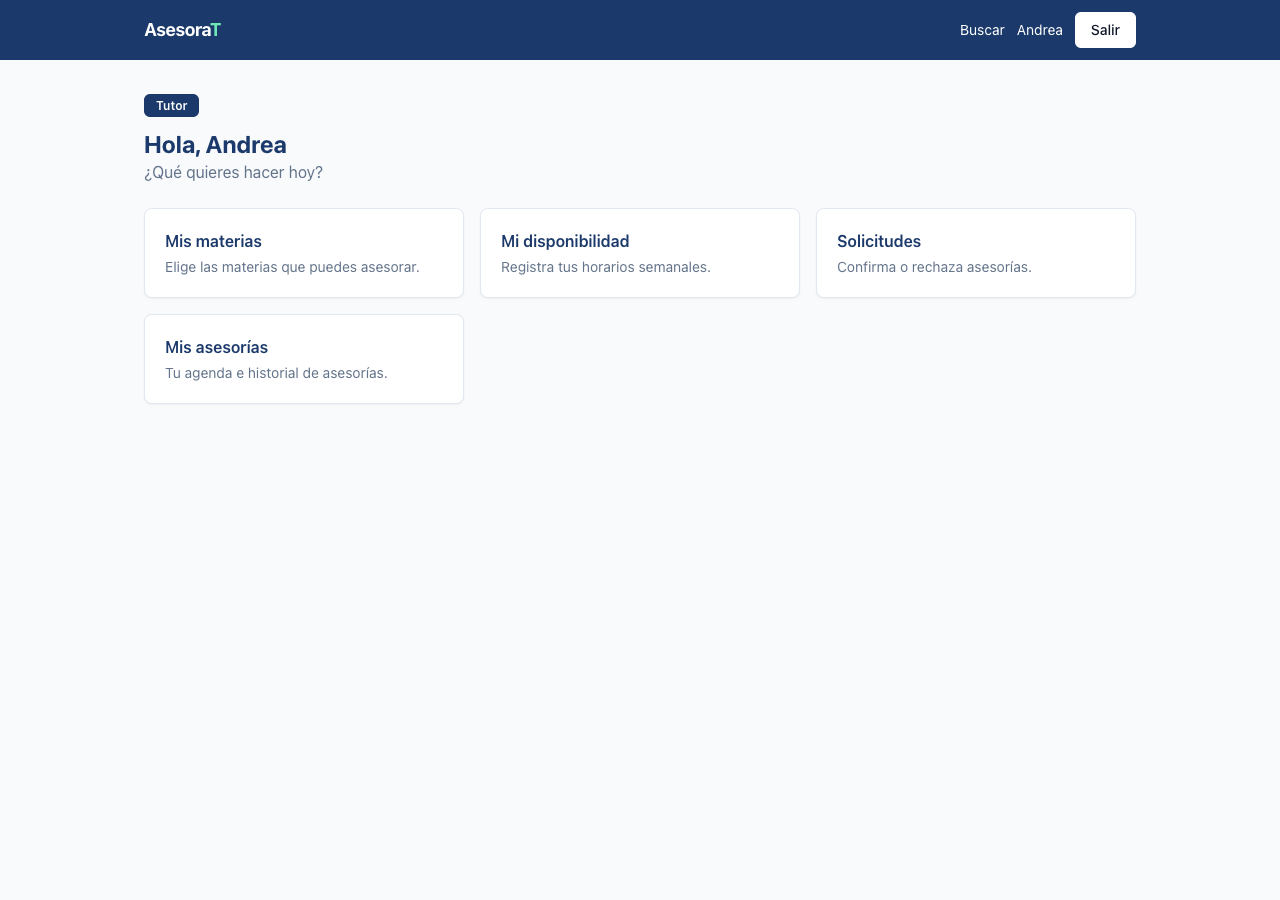 AsesoraT
Buscar Andrea Salir
Tutor
Hola, Andrea
¿Qué quieres hacer hoy?
Mis materias
Elige las materias que puedes asesorar.
Mi disponibilidad
Registra tus horarios semanales.
Solicitudes
Confirma o rechaza asesorías.
Mis asesorías
Tu agenda e historial de asesorías.